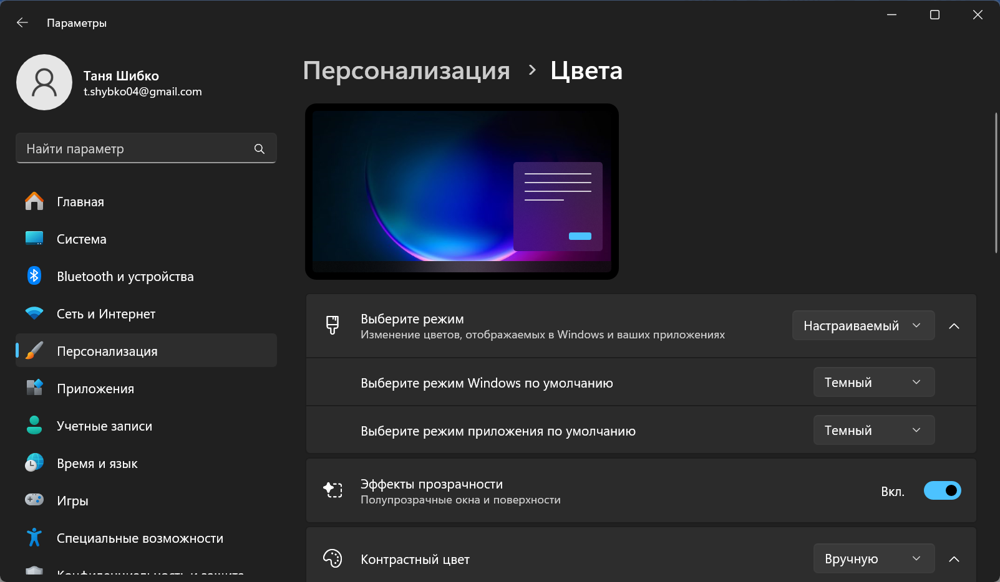 Параметры
Таня Шибко
t.shybko04@gmail.com
Найти параметр
Главная
Система
Bluetooth и устройства
Сеть и Интернет
Персонализация
Приложения
Учетные записи
Время и язык
Игры
Специальные возможности
Конфиденциальность и защита
Персонализация > Цвета
Выберите режим
Изменение цветов, отображаемых в Windows и ваших приложениях
Настраиваемый
Выберите режим Windows по умолчанию
Темный
Выберите режим приложения по умолчанию
Темный
Эффекты прозрачности
Полупрозрачные окна и поверхности
Вкл.
Контрастный цвет
Вручную